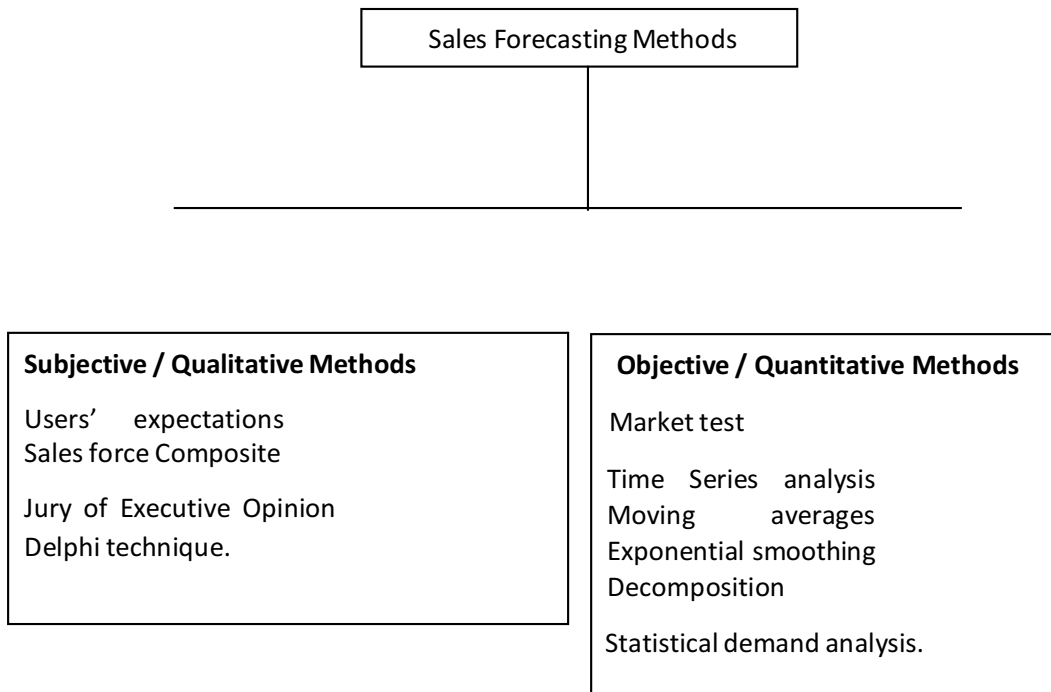 Sales Forecasting Methods
Subjective / Qualitative Methods
Users’ expectations
Sales force Composite
Jury of Executive Opinion
Delphi technique.
Objective / Quantitative Methods
Market test
Time Series analysis
Moving averages
Exponential smoothing
Decomposition
Statistical demand analysis.